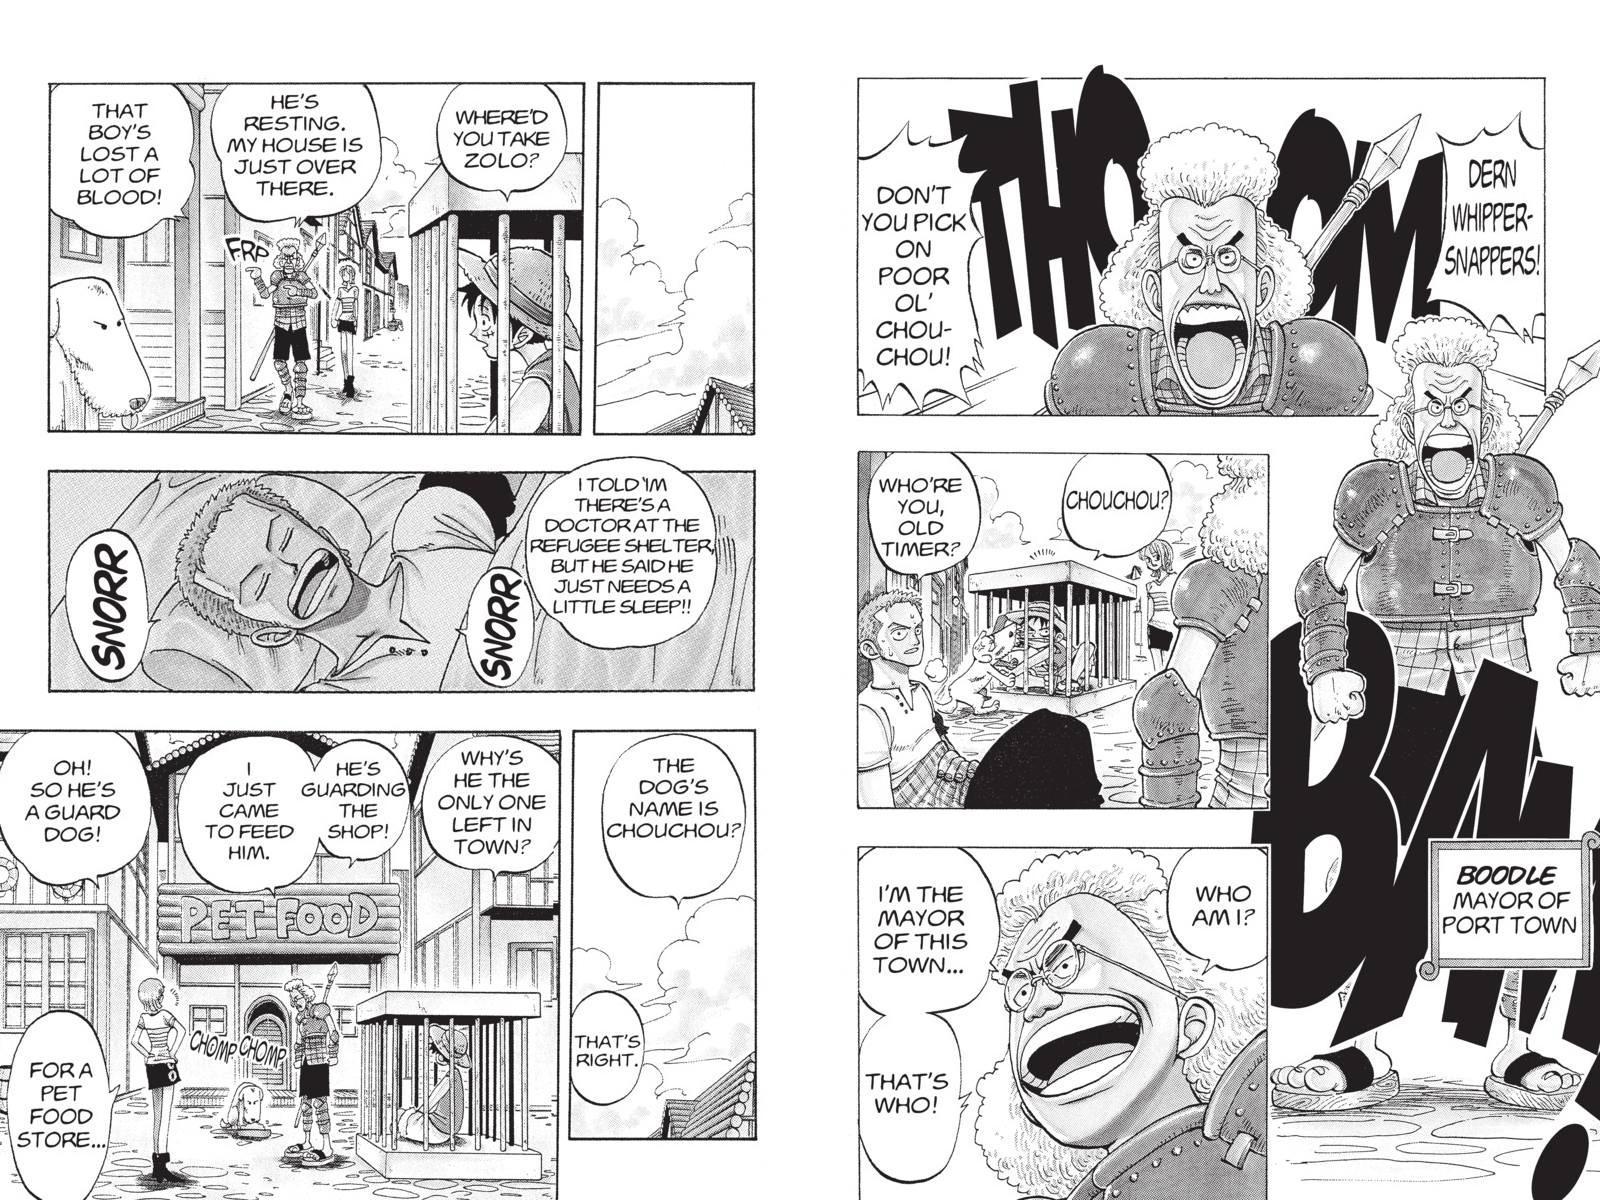 DERN
WHIPPER-
SNAPPERS!
THOOM
DON'T
YOU PICK
ON
POOR
OL'
CHOU-
CHOU!
CHOUCHOU?
WHO'RE
YOU,
OLD
TIMER?
WHO
AM I?
I'M THE
MAYOR
OF THIS
TOWN...
THAT'S
WHO!
BAM!
BOODLE
MAYOR OF
PORT TOWN
WHERE'D
YOU TAKE
ZOLO?
HE'S
RESTING.
MY HOUSE IS
JUST OVER
THERE.
FRP
THAT
BOY'S
LOST A
LOT OF
BLOOD!
I TOLD 'IM
THERE'S A
DOCTOR AT THE
REFUGEE SHELTER,
BUT HE SAID HE
JUST NEEDS A
LITTLE SLEEP!!
SNORR
SNORR
THE
DOG'S
NAME IS
CHOUCHOU?
THAT'S
RIGHT.
WHY'S
HE THE
ONLY ONE
LEFT IN
TOWN?
HE'S
GUARDING
THE
SHOP!
I
JUST
CAME
TO FEED
HIM.
OH!
SO HE'S
A GUARD
DOG!
PET FOOD
CHOMP
CHOMP
FOR A
PET
FOOD
STORE...